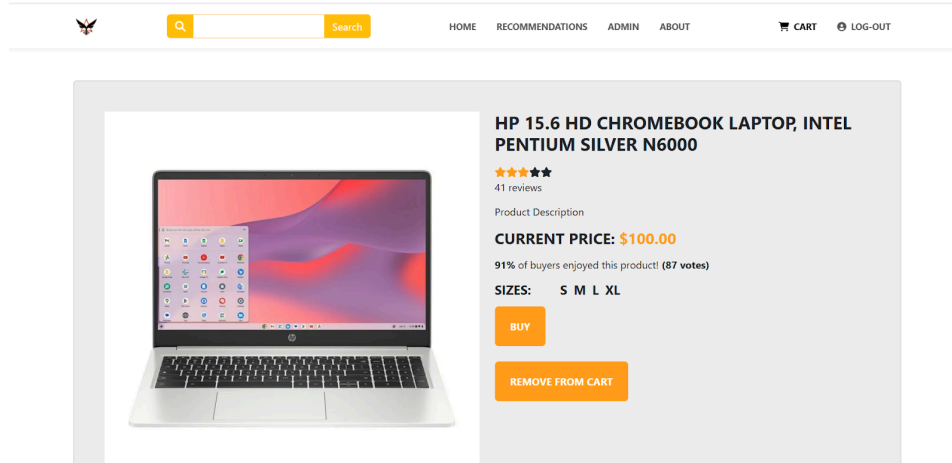 Search
HOME RECOMMENDATIONS ADMIN ABOUT CART LOG-OUT
HP 15.6 HD CHROMEBOOK LAPTOP, INTEL
PENTIUM SILVER N6000
41 reviews
Product Description
CURRENT PRICE: $100.00
91% of buyers enjoyed this product! (87 votes)
SIZES: S M L XL
BUY
REMOVE FROM CART